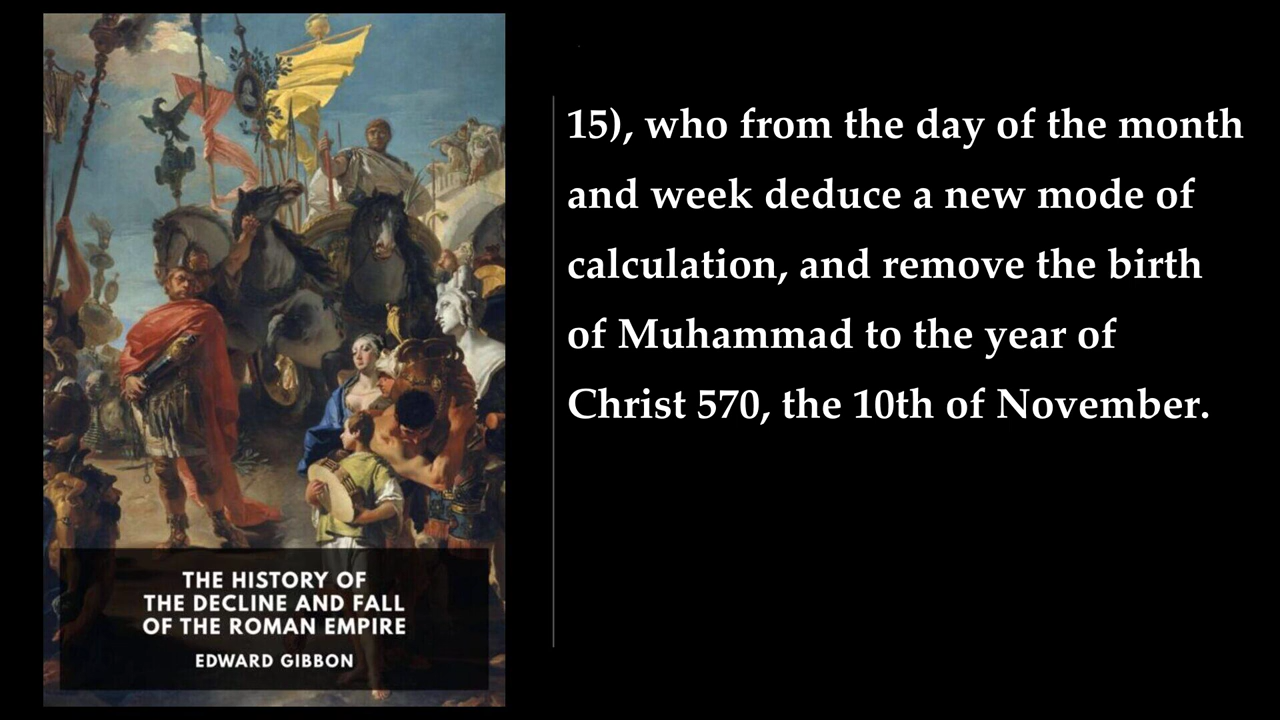 15), who from the day of the month
and week deduce a new mode of
calculation, and remove the birth
of Muhammad to the year of
Christ 570, the 10th of November.
THE HISTORY OF
THE DECLINE AND FALL
OF THE ROMAN EMPIRE
EDWARD GIBBON